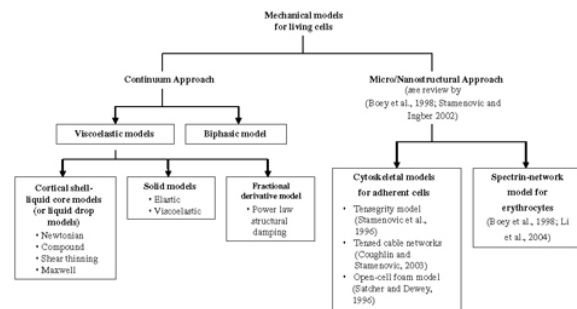 Mechanical models
for living cells
Continuum Approach
Micro/Nanostructural Approach
(see review by
(Boey et al., 1998; Stamenovic and
Ingber 2002)
Viscoelastic models
Biphasic model
Cortical shell-
liquid core models
(or liquid drop
models)
• Newtonian
• Compound
• Shear thinning
• Maxwell
Solid models
• Elastic
• Viscoelastic
Fractional
derivative model
• Power law
structural
damping
Cytoskeletal models
for adherent cells
• Tensegrity model
(Stamenovic et al.,
1996)
• Tensed cable networks
(Coughlin and
Stamenovic, 2003)
• Open-cell foam model
(Satcher and Dewey,
1996)
Spectrin-network
model for
erythrocytes
(Boey et al., 1998; Li
et al., 2004)